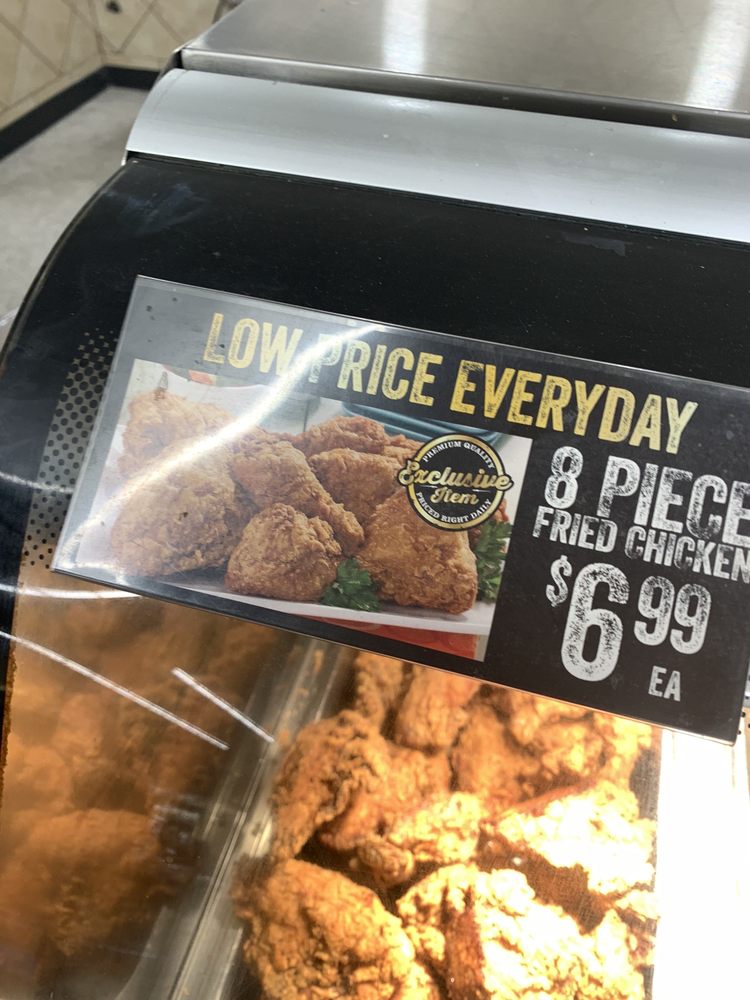 LOW PRICE EVERYDAY
PREMIUM QUALITY
Exclusive
Item
PRICED RIGHT DAILY
8 PIECE
FRIED CHICKEN
$6.99
EA